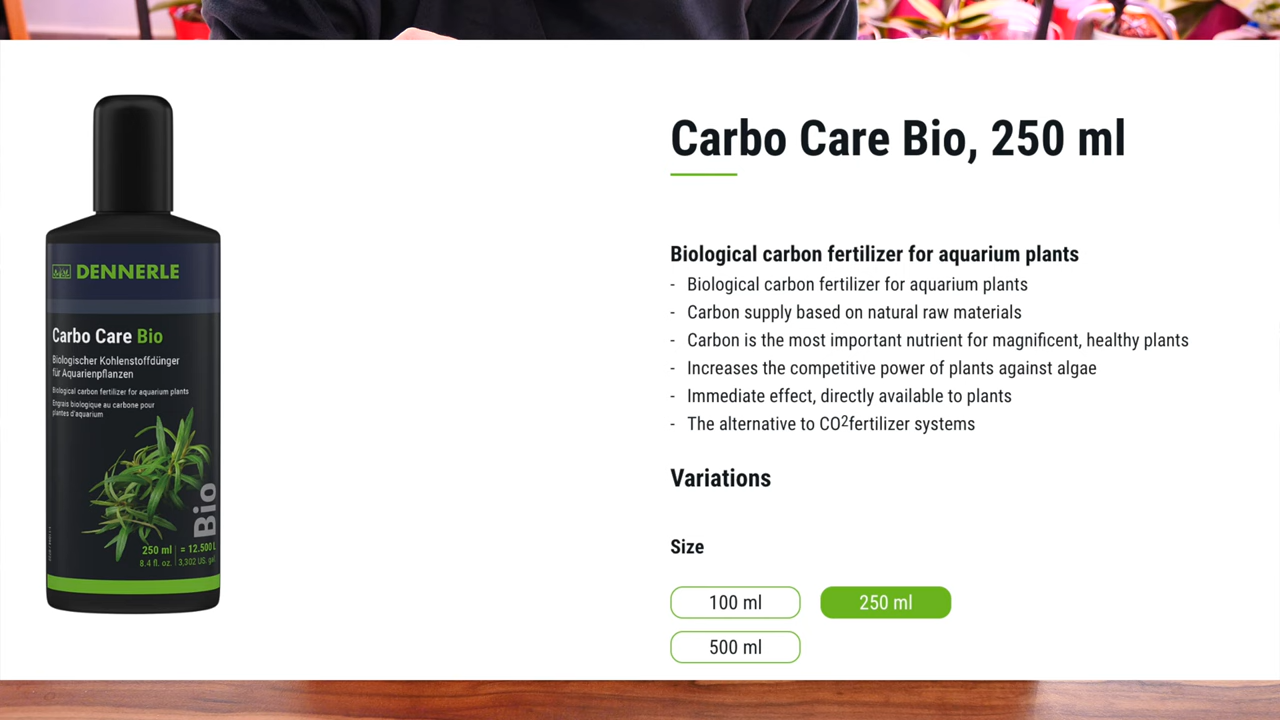 DENNERLE
Carbo Care Bio
Biologischer Kohlenstoffdünger
für Aquarienpflanzen
Biological carbon fertilizer for aquarium plants
Engrais biologique au carbone pour
plantes d'aquarium
Bio
250 ml = 12.500 L
8.4 fl. oz. 3,302 US. gal.
Carbo Care Bio, 250 ml
Biological carbon fertilizer for aquarium plants
- Biological carbon fertilizer for aquarium plants
- Carbon supply based on natural raw materials
- Carbon is the most important nutrient for magnificent, healthy plants
- Increases the competitive power of plants against algae
- Immediate effect, directly available to plants
- The alternative to CO2fertilizer systems
Variations
Size
100 ml
250 ml
500 ml